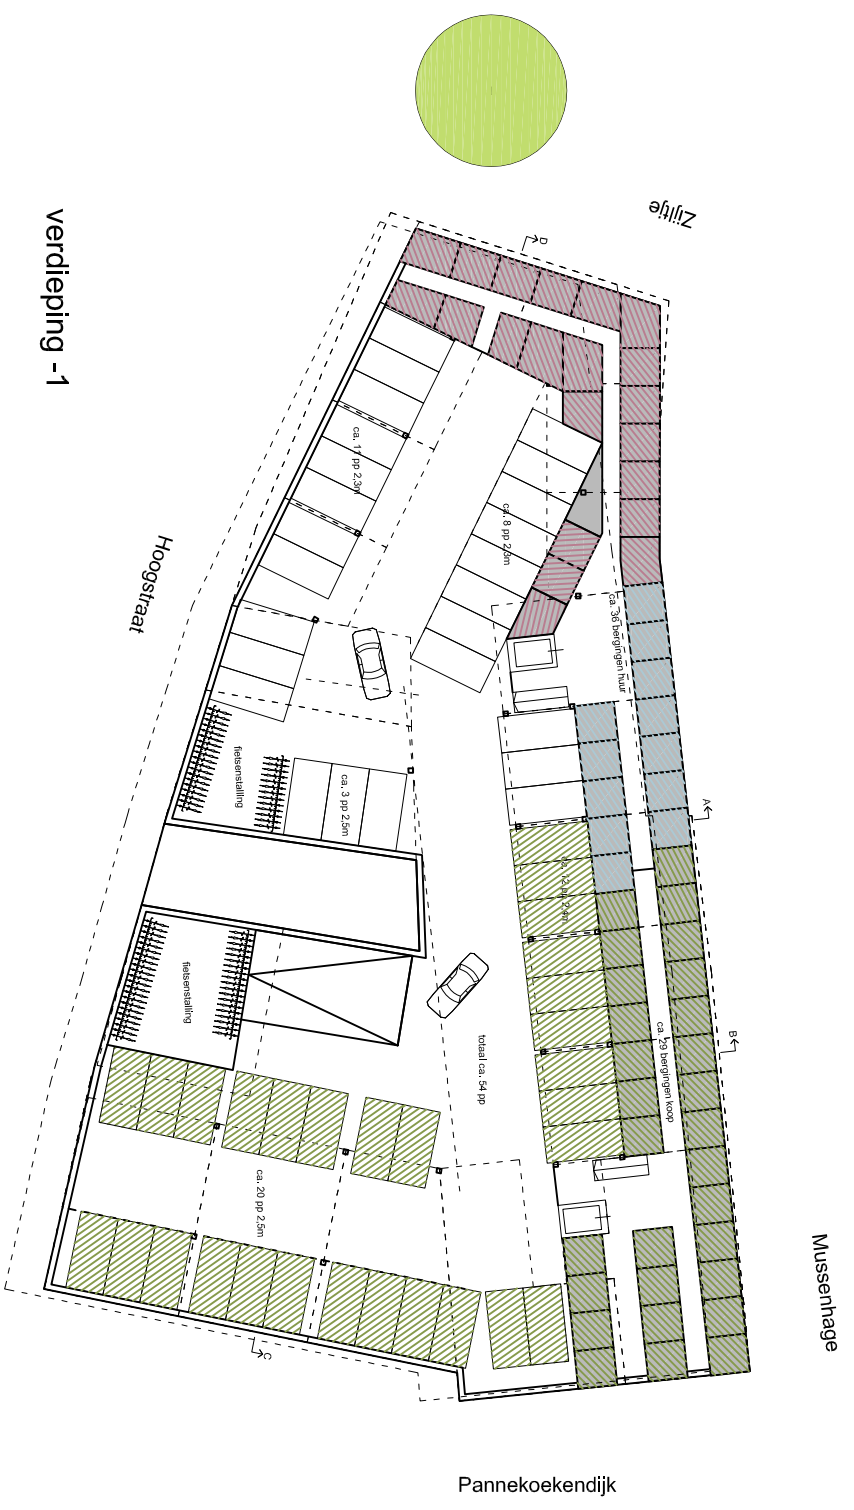 Zijltje
D
verdieping -1
ca. 11 pp 2,3m
ca. 8 pp 2,3m
Hoogstraat
ca. 36 bergingen huur
fietsenstalling
ca. 3 pp 2,5m
A
ca. 12 pp 2,4m
fietsenstalling
totaal ca. 54 pp
B
ca. 29 bergingen koop
ca. 20 pp 2,5m
Mussenhage
C
Pannekoekendijk